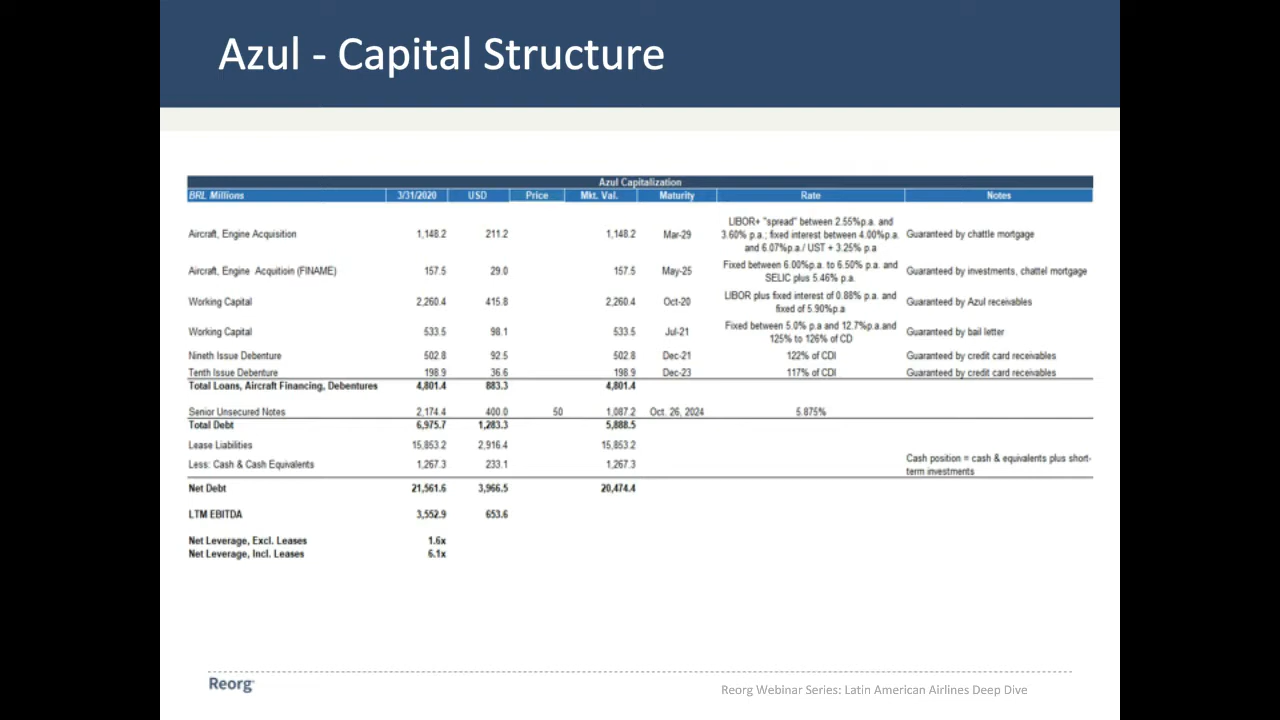 Azul - Capital Structure
Azul Capitalization
BRL Millions 3/31/2020 USD Price Mkt. Val. Maturity Rate Notes
Aircraft, Engine Acquisition 1,148.2 211.2 1,148.2 Mar-29 LIBOR+ "spread" between 2.55%p.a. and 3.60% p.a.; fixed interest between 4.00%p.a. and 6.07%p.a./ UST + 3.25% p.a Guaranteed by chattle mortgage
Aircraft, Engine Acquitioin (FINAME) 157.5 29.0 157.5 May-25 Fixed between 6.00%p.a. to 6.50% p.a. and SELIC plus 5.46% p.a. Guaranteed by investments, chattel mortgage
Working Capital 2,260.4 415.8 2,260.4 Oct-20 LIBOR plus fixed interest of 0.88% p.a. and fixed of 5.90%p.a Guaranteed by Azul receivables
Working Capital 533.5 98.1 533.5 Jul-21 Fixed between 5.0% p.a and 12.7%p.a.and 125% to 126% of CD Guaranteed by bail letter
Nineth Issue Debenture 502.8 92.5 502.8 Dec-21 122% of CDI Guaranteed by credit card receivables
Tenth Issue Debenture 198.9 36.6 198.9 Dec-23 117% of CDI Guaranteed by credit card receivables
Total Loans, Aircraft Financing, Debentures 4,801.4 883.3 4,801.4
Senior Unsecured Notes 2,174.4 400.0 50 1,087.2 Oct. 26, 2024 5.875%
Total Debt 6,975.7 1,283.3 5,888.5
Lease Liabilities 15,853.2 2,916.4 15,853.2
Less: Cash & Cash Equivalents 1,267.3 233.1 1,267.3 Cash position = cash & equivalents plus short-term investments
Net Debt 21,561.6 3,966.5 20,474.4
LTM EBITDA 3,552.9 653.6
Net Leverage, Excl. Leases 1.6x
Net Leverage, Incl. Leases 6.1x
Reorg
Reorg Webinar Series: Latin American Airlines Deep Dive